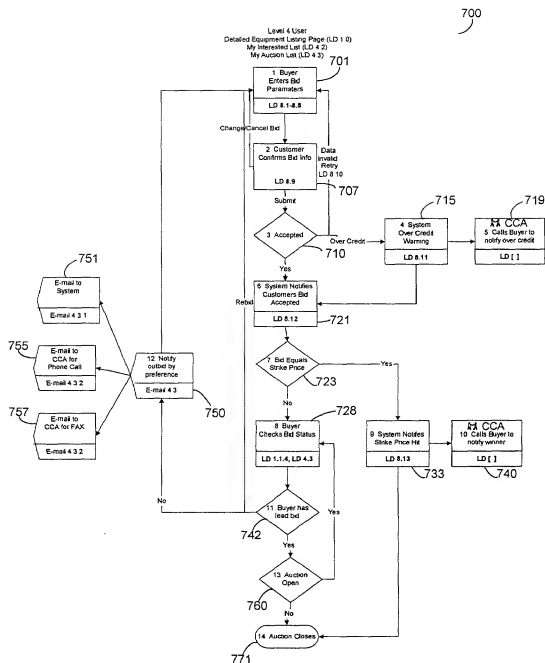 700
Level 4 User
Detailed Equipment Listing Page (LD 1 0)
My Interested List (LD 4 2)
My Auction List (LD 4 3)
701
1 Buyer
Enters Bid
Paramaters
LD 8.1-8.8
Change/Cancel Bid
2 Customer
Confirms Bid Info
LD 8.9
707
Data
Invalid
Retry
LD 8 10
Submit
3 Accepted
710
Over Credit
715
4 System
Over Credit
Warning
LD 8.11
719
CCA
5 Calls Buyer to
notify over credit
LD [ ]
Yes
6 System Notifies
Customers Bid
Accepted
LD 8.12
721
Rebid
751
E-mail to
System
E-mail 4 3 1
755
E-mail to
CCA for
Phone Call
E-mail 4 3 2
757
E-mail to
CCA for FAX
E-mail 4 3 2
12 Notify
outbid by
preference
E-mail 4 3
750
7 Bid Equals
Strike Price
723
Yes
No
728
8 Buyer
Checks Bid Status
LD 1.1.4, LD 4.3
9 System Notifes
Strike Price Hit
LD 8.13
733
CCA
10 Calls Buyer to
notify winner
LD [ ]
740
No
11 Buyer has
lead bid
742
Yes
Yes
13 Auction
Open
760
No
14 Auction Closes
771